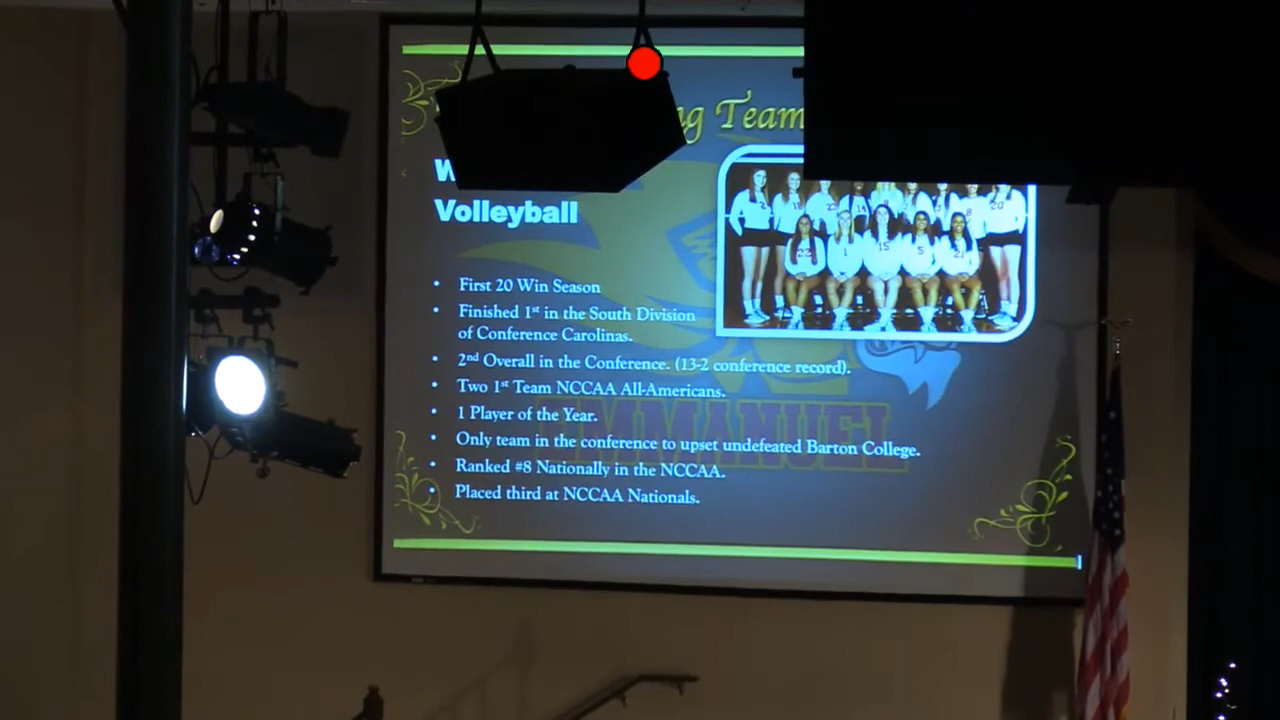 Team
Volleyball
• First 20 Win Season
• Finished 1st in the South Division
of Conference Carolinas.
• 2nd Overall in the Conference. (13-2 conference record).
• Two 1st Team NCCAA All-Americans.
• 1 Player of the Year.
• Only team in the conference to upset undefeated Barton College.
• Ranked #8 Nationally in the NCCAA.
• Placed third at NCCAA Nationals.
EMMANUEL